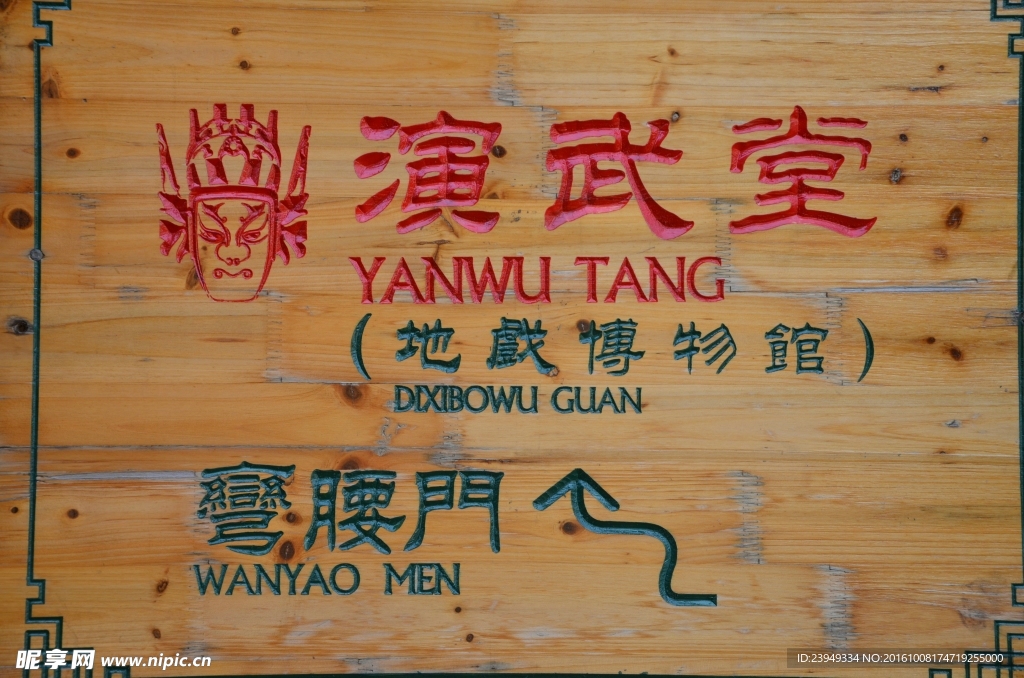 演武堂
YANWU TANG
(地戲博物館)
DIXIBOWU GUAN
彎腰門
WANYAO MEN
昵享网 www.nipic.cn
ID:23949334 NO:20161008174719255000